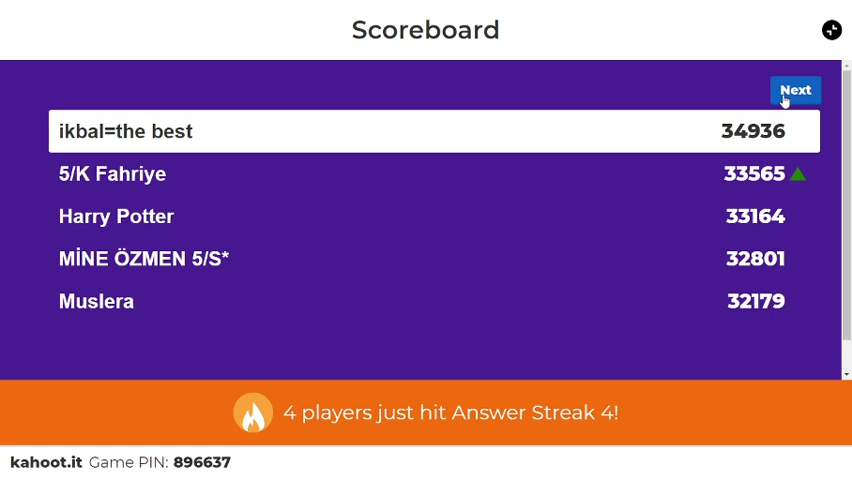 Scoreboard
Next
ikbal=the best 34936
5/K Fahriye 33565
Harry Potter 33164
MİNE ÖZMEN 5/S* 32801
Muslera 32179
4 players just hit Answer Streak 4!
kahoot.it Game PIN: 896637